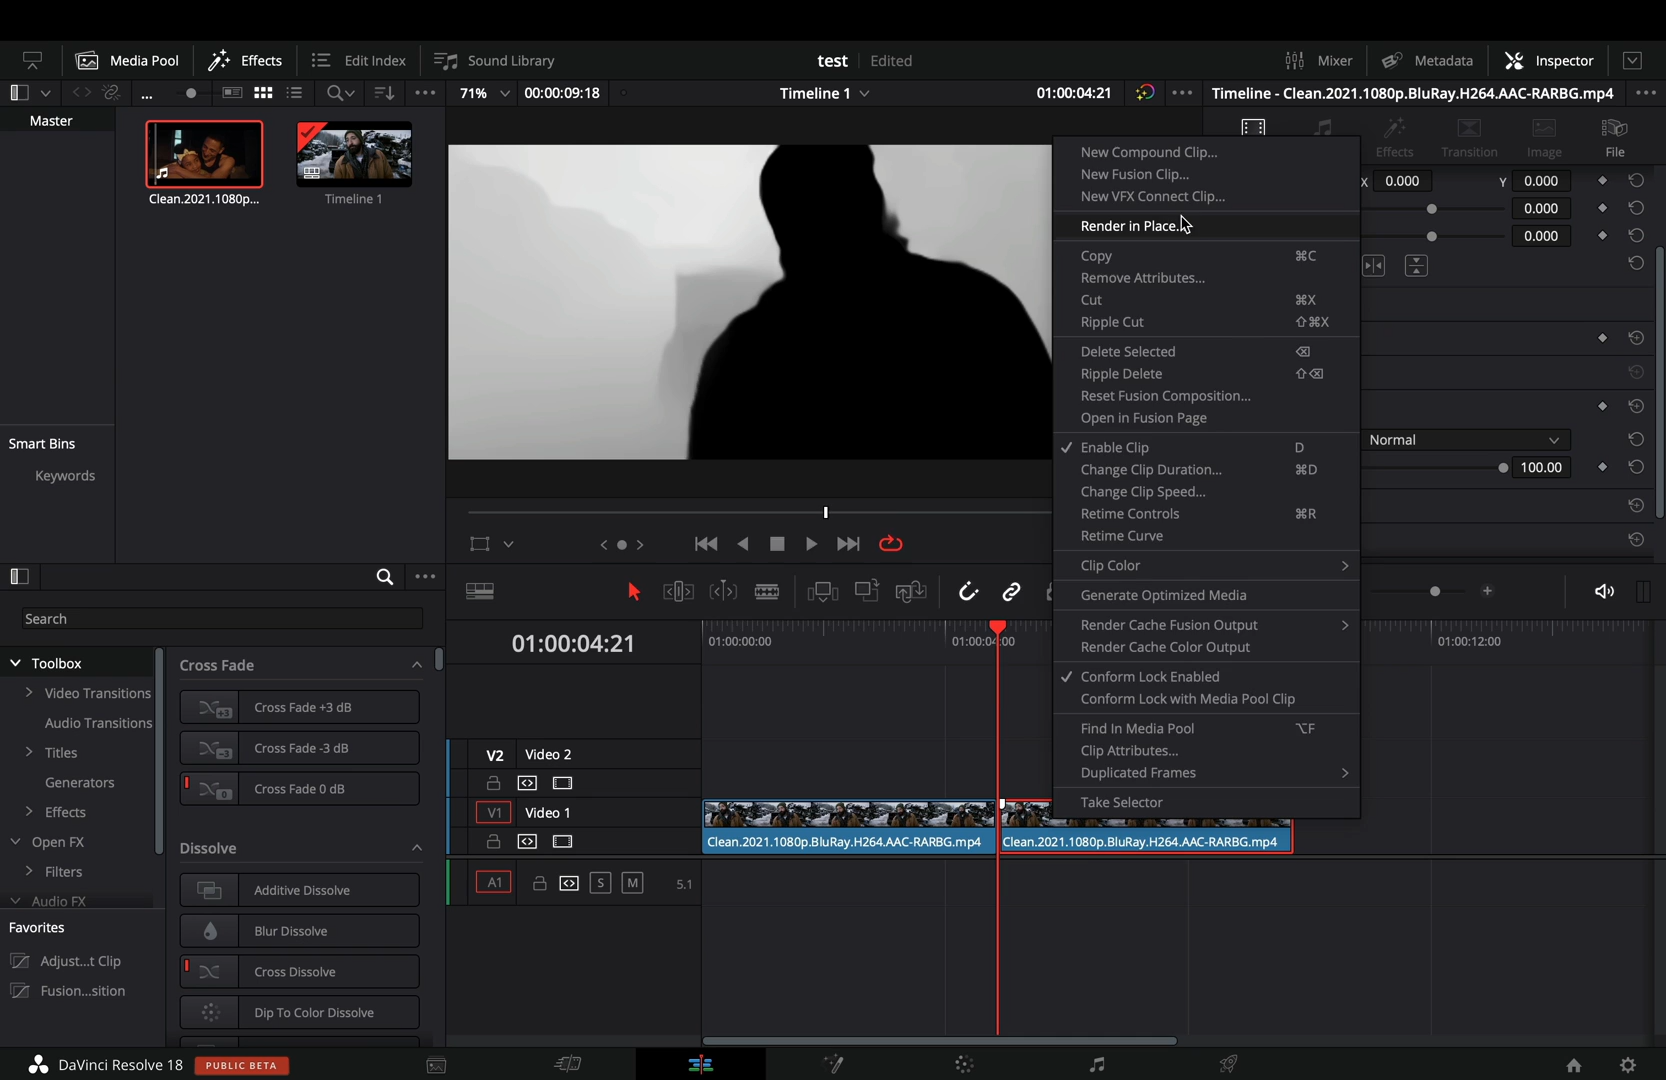 Media Pool
Effects
Edit Index
Sound Library
test
Edited
Mixer
Metadata
Inspector
...
71%
00:00:09:18
Timeline 1
01:00:04:21
Timeline - Clean.2021.1080p.BluRay.H264.AAC-RARBG.mp4
Master
Clean.2021.1080p...
Timeline 1
Smart Bins
Keywords
Effects
Transition
Image
File
X 0.000
Y 0.000
0.000
0.000
Normal
100.00
New Compound Clip...
New Fusion Clip...
New VFX Connect Clip...
Render in Place...
Copy ⌘C
Remove Attributes...
Cut ⌘X
Ripple Cut ⇧⌘X
Delete Selected ⌫
Ripple Delete ⇧⌫
Reset Fusion Composition...
Open in Fusion Page
✓ Enable Clip D
Change Clip Duration... ⌘D
Change Clip Speed...
Retime Controls ⌘R
Retime Curve
Clip Color >
Generate Optimized Media
Render Cache Fusion Output >
Render Cache Color Output
✓ Conform Lock Enabled
Conform Lock with Media Pool Clip
Find In Media Pool ⌥F
Clip Attributes...
Duplicated Frames >
Take Selector
Search
Toolbox
Video Transitions
Audio Transitions
Titles
Generators
Effects
Open FX
Filters
Audio FX
Favorites
Adjust...t Clip
Fusion...sition
Cross Fade
+3 Cross Fade +3 dB
-3 Cross Fade -3 dB
0 Cross Fade 0 dB
Dissolve
Additive Dissolve
Blur Dissolve
Cross Dissolve
Dip To Color Dissolve
01:00:04:21
01:00:00:00
01:00:04:00
01:00:12:00
V2 Video 2
V1 Video 1
Clean.2021.1080p.BluRay.H264.AAC-RARBG.mp4
Clean.2021.1080p.BluRay.H264.AAC-RARBG.mp4
A1 S M 5.1
DaVinci Resolve 18
PUBLIC BETA